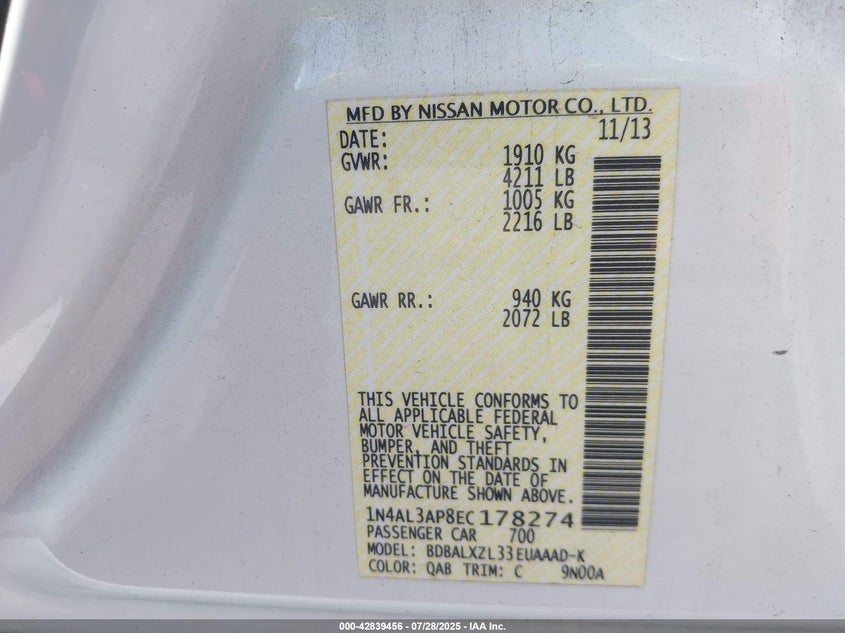 MFD BY NISSAN MOTOR CO., LTD.
DATE: 11/13
GVWR: 1910 KG
4211 LB
GAWR FR.: 1005 KG
2216 LB
GAWR RR.: 940 KG
2072 LB
THIS VEHICLE CONFORMS TO
ALL APPLICABLE FEDERAL
MOTOR VEHICLE SAFETY,
BUMPER, AND THEFT
PREVENTION STANDARDS IN
EFFECT ON THE DATE OF
MANUFACTURE SHOWN ABOVE.
1N4AL3AP8EC178274
PASSENGER CAR 700
MODEL: BDBALXZL33EUAAAD-K
COLOR: QAB TRIM: C 9N00A
000-42839456 - 07/28/2025 - IAA Inc.